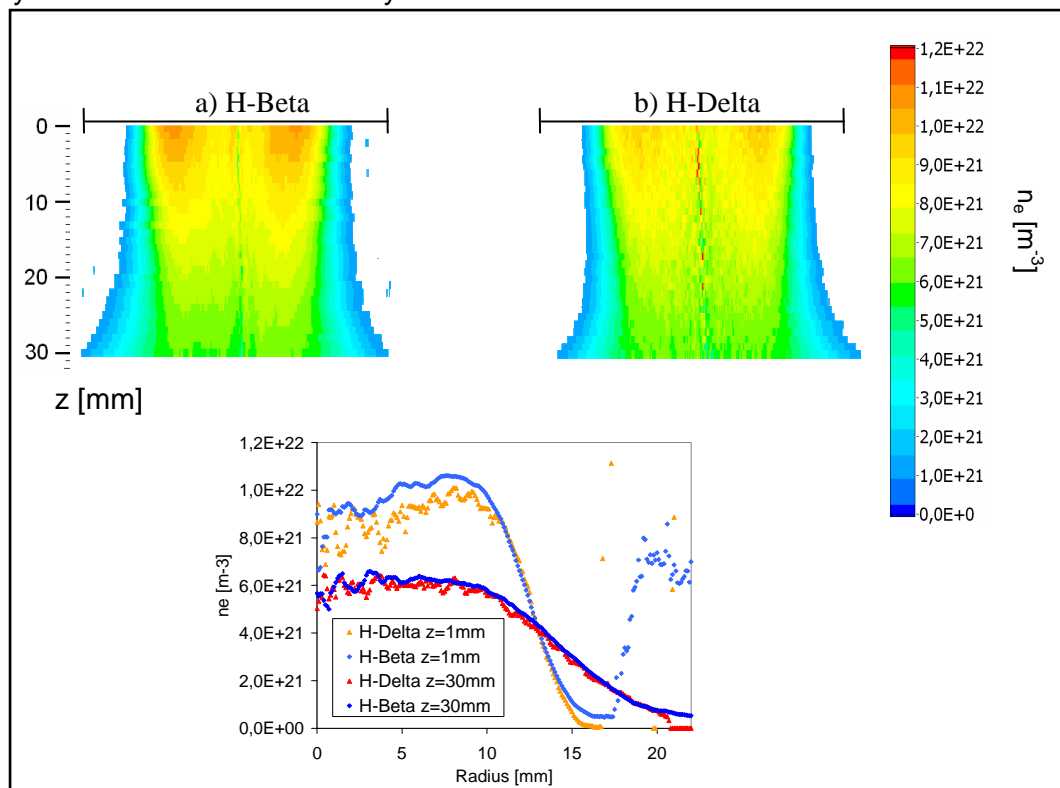 a) H-Beta
b) H-Delta
0
10
20
30
z [mm]
1,2E+22
1,1E+22
1,0E+22
9,0E+21
8,0E+21
7,0E+21
6,0E+21
5,0E+21
4,0E+21
3,0E+21
2,0E+21
1,0E+21
0,0E+0
nₑ [m⁻³]
1,2E+22
1,0E+22
8,0E+21
6,0E+21
4,0E+21
2,0E+21
0,0E+00
ne [m-3]
H-Delta z=1mm
H-Beta z=1mm
H-Delta z=30mm
H-Beta z=30mm
0 5 10 15 20
Radius [mm]